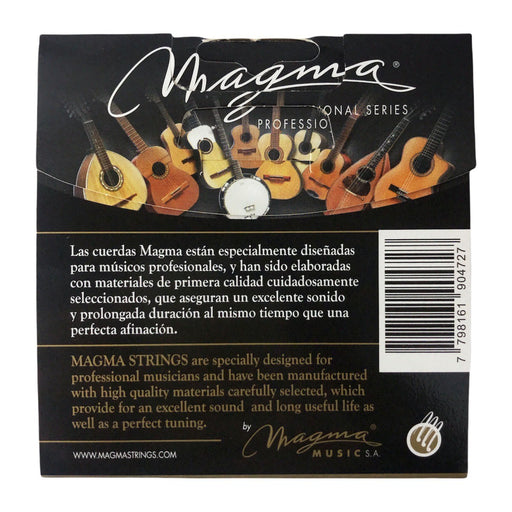 Magma®
PROFESSIONAL SERIES
Las cuerdas Magma están especialmente diseñadas
para músicos profesionales, y han sido elaboradas
con materiales de primera calidad cuidadosamente
seleccionados, que aseguran un excelente sonido
y prolongada duración al mismo tiempo que una
perfecta afinación.
MAGMA STRINGS are specially designed for
professional musicians and have been manufactured
with high quality materials carefully selected, which
provide for an excellent sound and long useful life as
well as a perfect tuning.
by
Magma
MUSIC S.A.
WWW.MAGMASTRINGS.COM
7 798161 904727